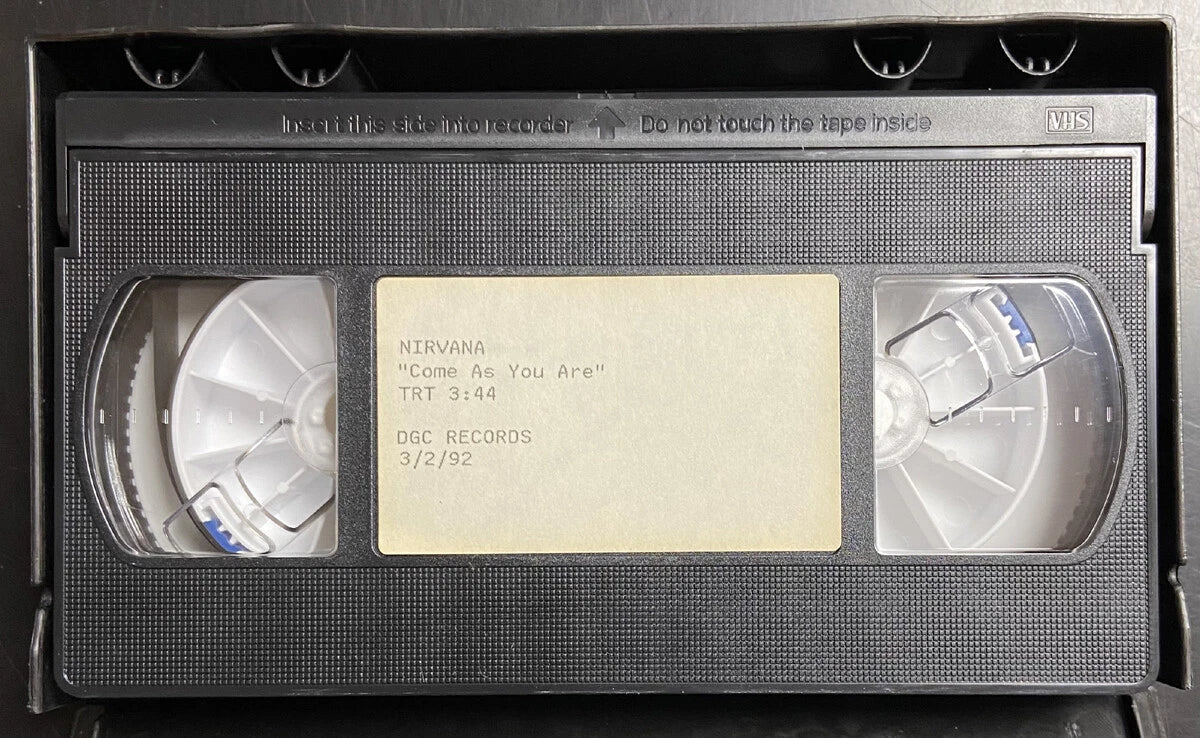 Insert this side into recorder Do not touch the tape inside VHS
NIRVANA
"Come As You Are"
TRT 3:44
DGC RECORDS
3/2/92